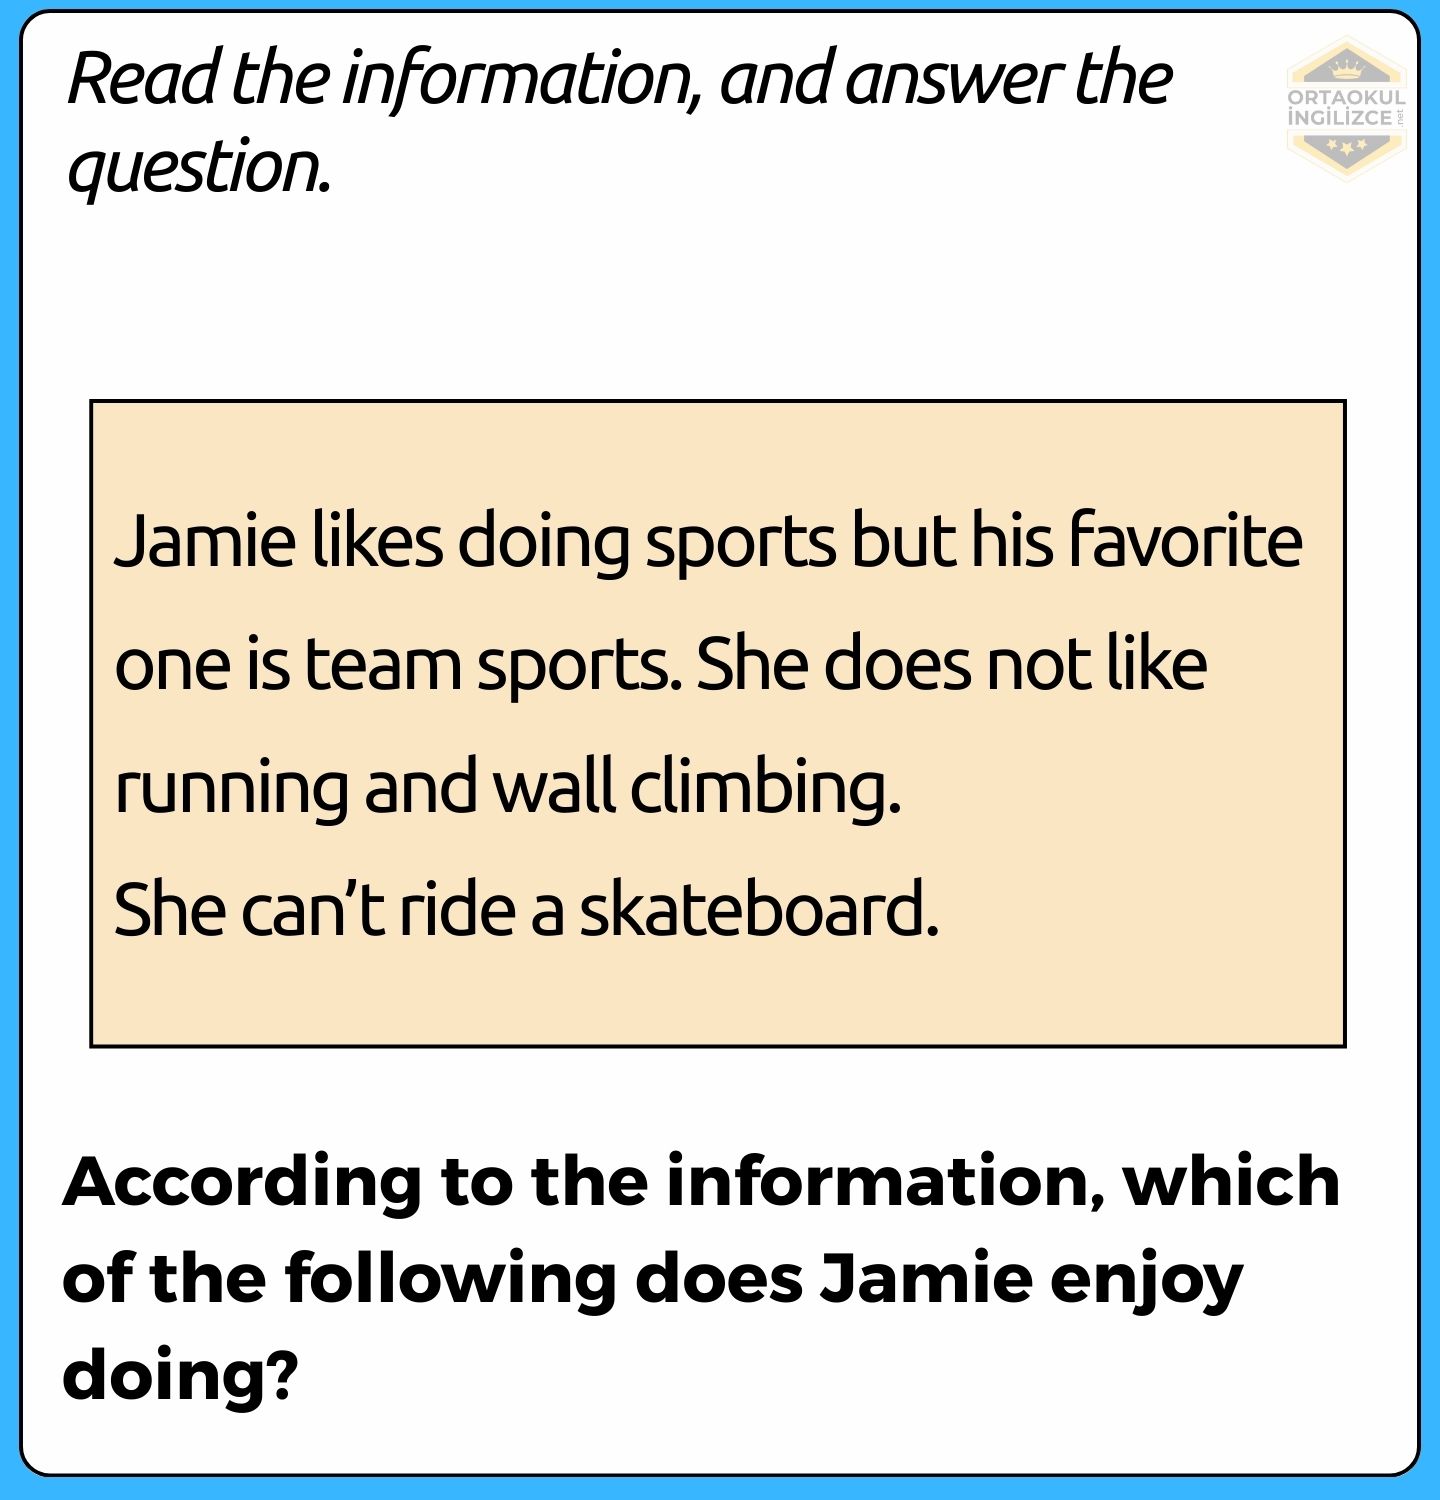 Read the information, and answer the
question.
ORTAOKUL
İNGİLİZCE
.net
Jamie likes doing sports but his favorite
one is team sports. She does not like
running and wall climbing.
She can’t ride a skateboard.
According to the information, which
of the following does Jamie enjoy
doing?